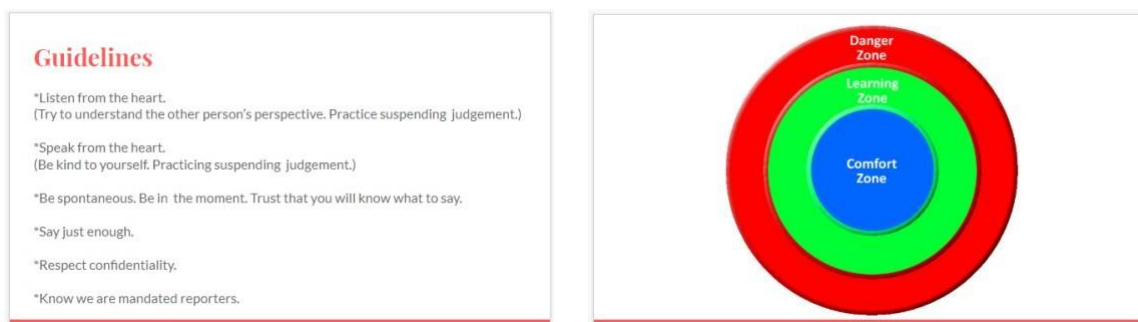 Guidelines
*Listen from the heart.
(Try to understand the other person's perspective. Practice suspending judgement.)
*Speak from the heart.
(Be kind to yourself. Practicing suspending judgement.)
*Be spontaneous. Be in the moment. Trust that you will know what to say.
*Say just enough.
*Respect confidentiality.
*Know we are mandated reporters.
Danger
Zone
Learning
Zone
Comfort
Zone